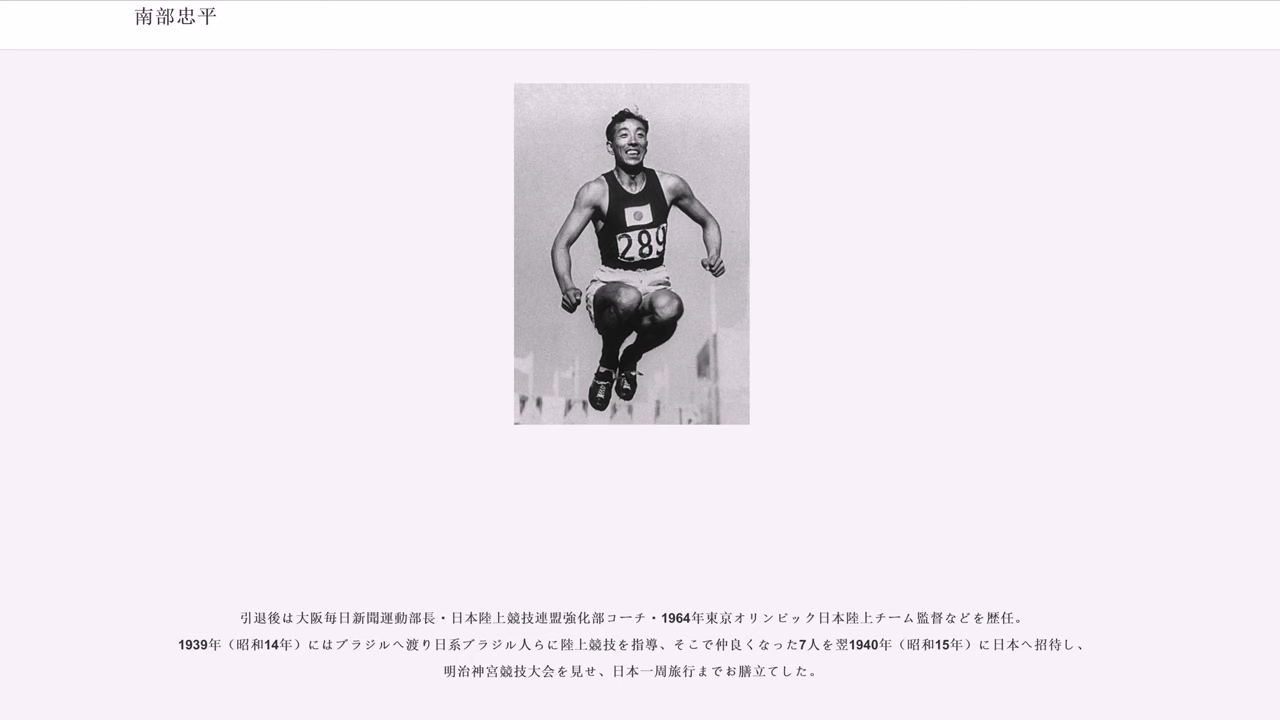 南部忠平
289
引退後は大阪毎日新聞運動部長・日本陸上競技連盟強化部コーチ・1964年東京オリンピック日本陸上チーム監督などを歴任。
1939年（昭和14年）にはブラジルへ渡り日系ブラジル人らに陸上競技を指導、そこで仲良くなった7人を翌1940年（昭和15年）に日本へ招待し、
明治神宮競技大会を見せ、日本一周旅行までお膳立てした。